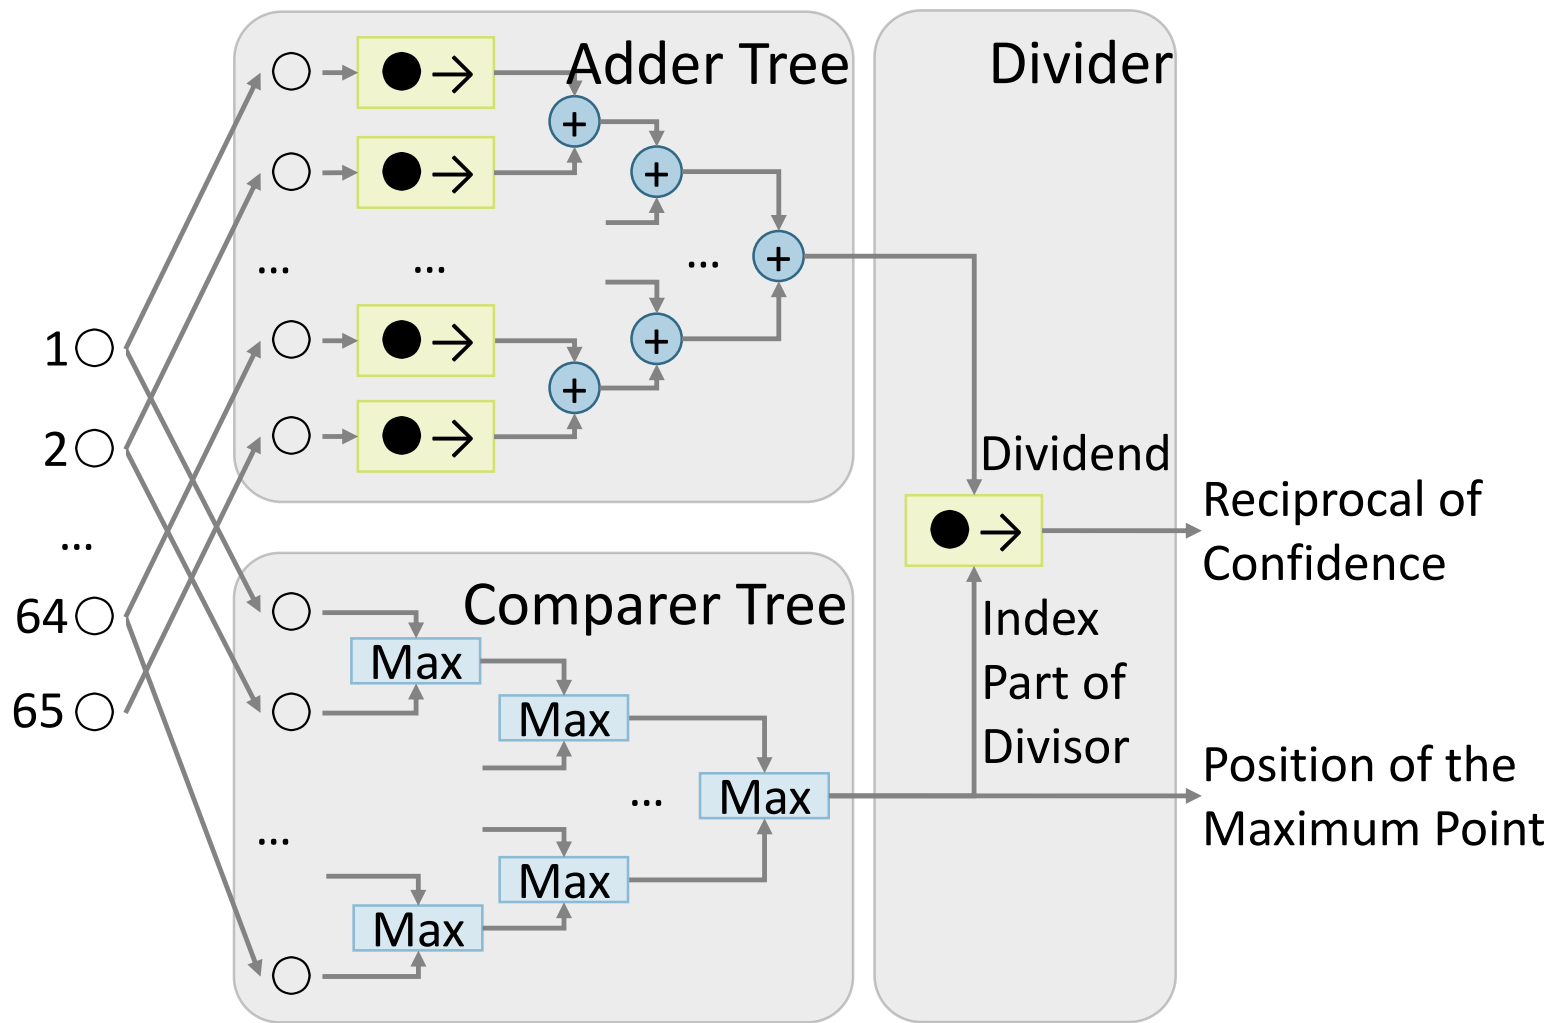 Adder Tree
Divider
+
+
+
...
...
...
+
+
1
2
...
64
65
Dividend
Reciprocal of
Confidence
Comparer Tree
Index
Part of
Divisor
Max
Max
Max
...
...
Max
Max
Position of the
Maximum Point